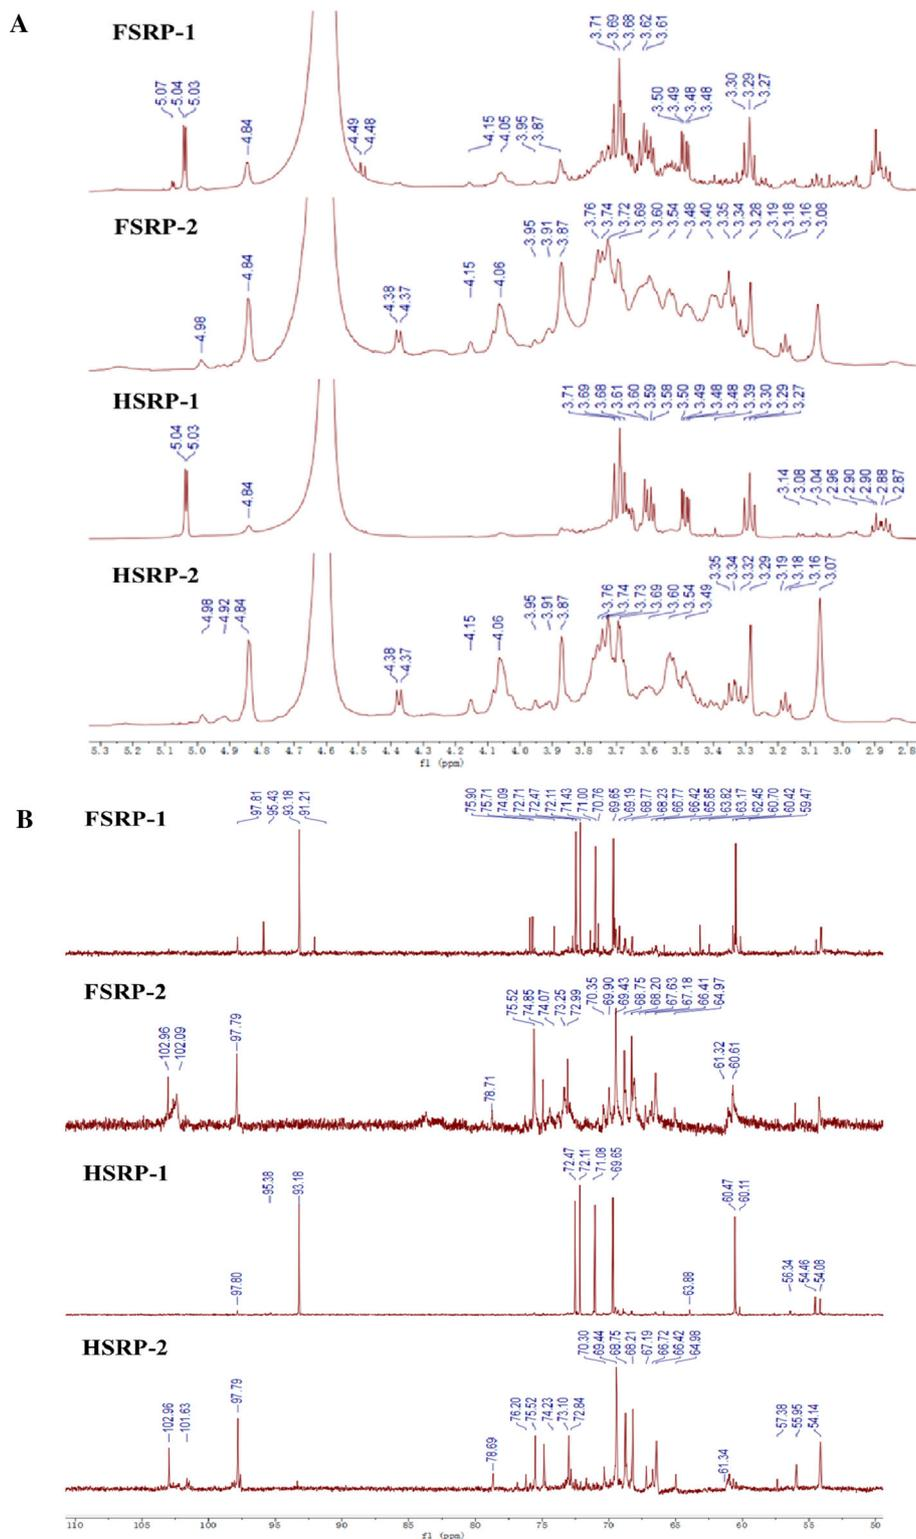 A
FSRP-1
5.07 5.04 5.03 4.84 4.49 4.48 4.15 4.05 3.95 3.87 3.71 3.69 3.68 3.62 3.61 3.50 3.49 3.48 3.48 3.30 3.29 3.27
FSRP-2
4.98 4.84 4.38 4.37 4.15 4.06 3.95 3.91 3.87 3.76 3.74 3.72 3.69 3.60 3.54 3.48 3.40 3.35 3.34 3.28 3.19 3.18 3.16 3.08
HSRP-1
5.04 5.03 4.84 3.71 3.69 3.68 3.61 3.60 3.59 3.58 3.50 3.49 3.48 3.48 3.39 3.30 3.29 3.27 3.14 3.08 3.04 2.96 2.90 2.90 2.88 2.87
HSRP-2
4.98 4.92 4.84 4.38 4.37 4.15 4.06 3.95 3.91 3.87 3.76 3.74 3.73 3.69 3.60 3.54 3.49 3.35 3.34 3.32 3.29 3.19 3.18 3.16 3.07
5.3 5.2 5.1 5.0 4.9 4.8 4.7 4.6 4.5 4.4 4.3 4.2 4.1 4.0 3.9 3.8 3.7 3.6 3.5 3.4 3.3 3.2 3.1 3.0 2.9 2.8
f1 (ppm)
B
FSRP-1
97.81 95.43 93.18 91.21 75.90 75.71 74.09 72.71 72.47 72.11 71.43 71.00 70.76 69.65 69.19 68.77 68.23 66.77 66.42 65.85 63.82 63.17 62.45 60.70 60.42 59.47
FSRP-2
102.96 102.09 97.79 78.71 75.52 74.85 74.07 73.25 72.99 70.35 69.90 69.43 68.75 68.20 67.63 67.18 66.41 64.97 61.32 60.61
HSRP-1
97.80 95.38 93.18 72.47 72.11 71.08 69.65 63.88 60.47 60.11 56.34 54.46 54.08
HSRP-2
102.96 101.63 97.79 78.69 76.20 75.52 74.23 73.10 72.84 70.30 69.44 68.75 68.21 67.19 66.72 66.42 64.98 61.34 57.38 55.95 54.14
110 105 100 95 90 85 80 75 70 65 60 55 50
f1 (ppm)